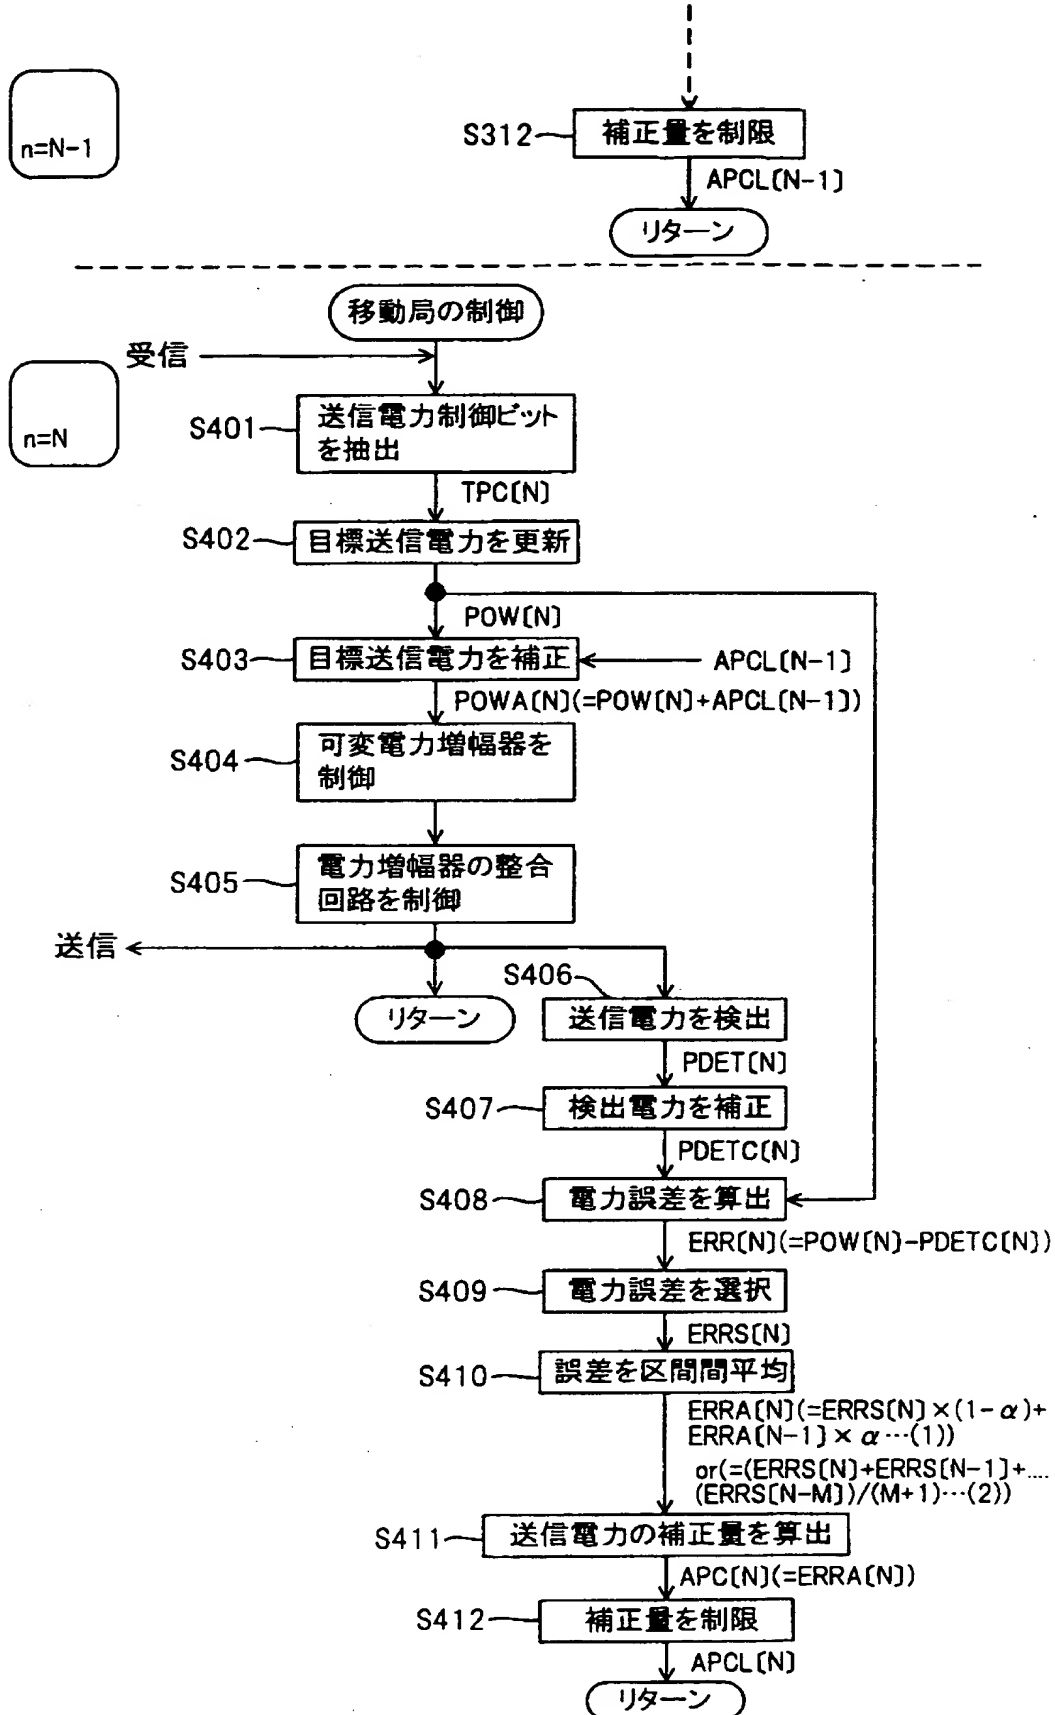 n=N-1
S312
補正量を制限
APCL[N-1]
リターン
移動局の制御
受信
n=N
S401
送信電力制御ビット
を抽出
TPC[N]
S402
目標送信電力を更新
POW[N]
S403
目標送信電力を補正
APCL[N-1]
POWA[N](=POW[N]+APCL[N-1])
S404
可変電力増幅器を
制御
S405
電力増幅器の整合
回路を制御
送信
リターン
S406
送信電力を検出
PDET[N]
S407
検出電力を補正
PDETC[N]
S408
電力誤差を算出
ERR[N](=POW[N]-PDETC[N])
S409
電力誤差を選択
ERRS[N]
S410
誤差を区間間平均
ERRA[N](=ERRS[N]×(1-α)+
ERRA[N-1]×α…(1))
or(=(ERRS[N]+ERRS[N-1]+....
(ERRS[N-M])/(M+1)…(2))
S411
送信電力の補正量を算出
APC[N](=ERRA[N])
S412
補正量を制限
APCL[N]
リターン